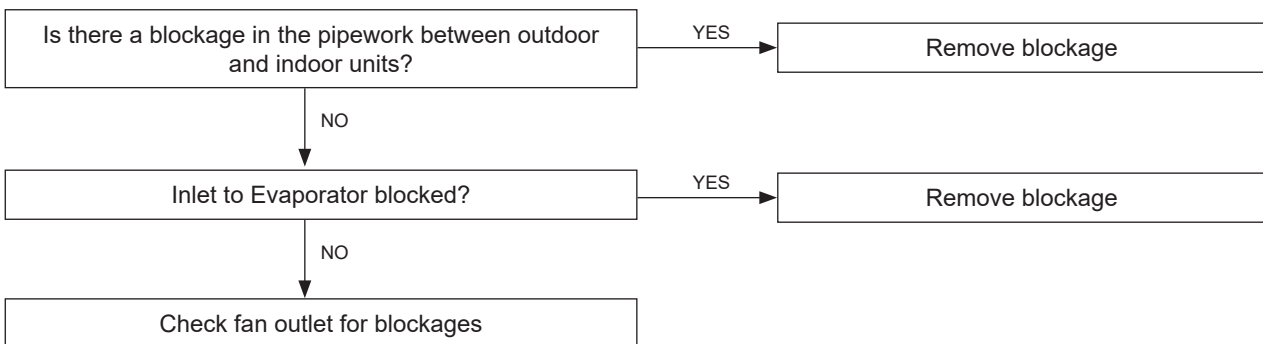 Is there a blockage in the pipework between outdoor
and indoor units?
YES
Remove blockage
NO
Inlet to Evaporator blocked?
YES
Remove blockage
NO
Check fan outlet for blockages